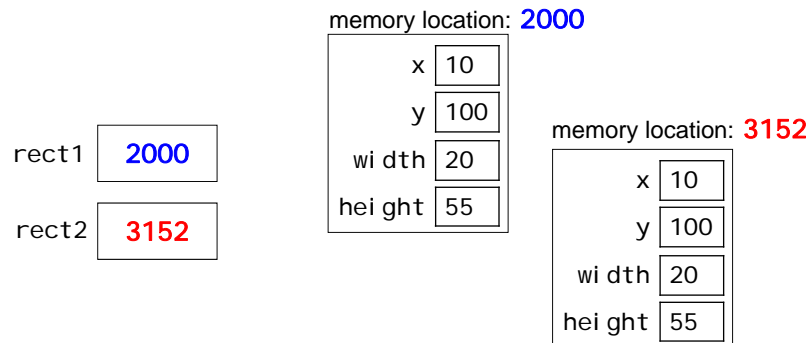 memory location: 2000
x 10
y 100
width 20
height 55
rect1 2000
rect2 3152
memory location: 3152
x 10
y 100
width 20
height 55